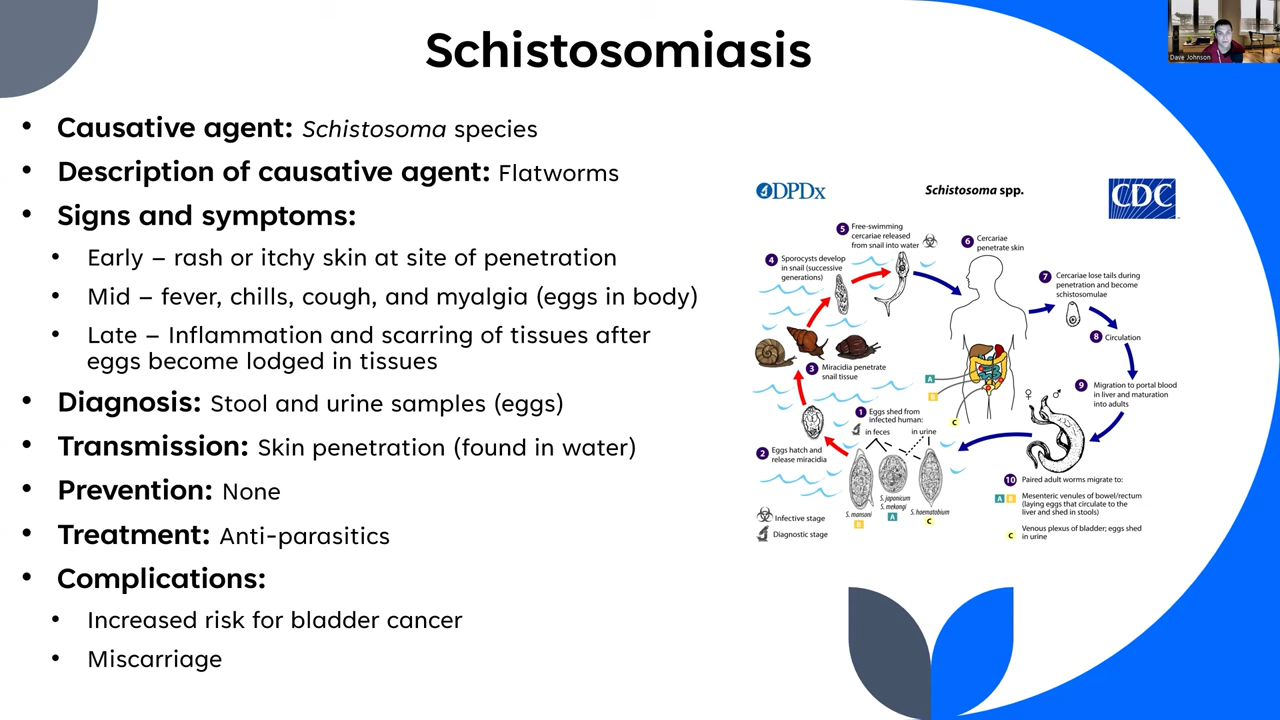 Schistosomiasis
Dave Johnson
• Causative agent: Schistosoma species
• Description of causative agent: Flatworms
• Signs and symptoms:
• Early – rash or itchy skin at site of penetration
• Mid – fever, chills, cough, and myalgia (eggs in body)
• Late – Inflammation and scarring of tissues after
eggs become lodged in tissues
• Diagnosis: Stool and urine samples (eggs)
• Transmission: Skin penetration (found in water)
• Prevention: None
• Treatment: Anti-parasitics
• Complications:
• Increased risk for bladder cancer
• Miscarriage
DPDx
Schistosoma spp.
CDC
5 Free-swimming
cercariae released
from snail into water
6 Cercariae
penetrate skin
4 Sporocysts develop
in snail (successive
generations)
7 Cercariae lose tails during
penetration and become
schistosomulae
8 Circulation
3 Miracidia penetrate
snail tissue
9 Migration to portal blood
in liver and maturation
into adults
A
B
C
♀ ♂
1 Eggs shed from
infected human:
in feces
in urine
2 Eggs hatch and
release miracidia
S. mansoni
B
S. japonicum
S. mekongi
A
S. haematobium
C
10 Paired adult worms migrate to:
A B Mesenteric venules of bowel/rectum
(laying eggs that circulate to the
liver and shed in stools)
C Venous plexus of bladder; eggs shed
in urine
Infective stage
Diagnostic stage